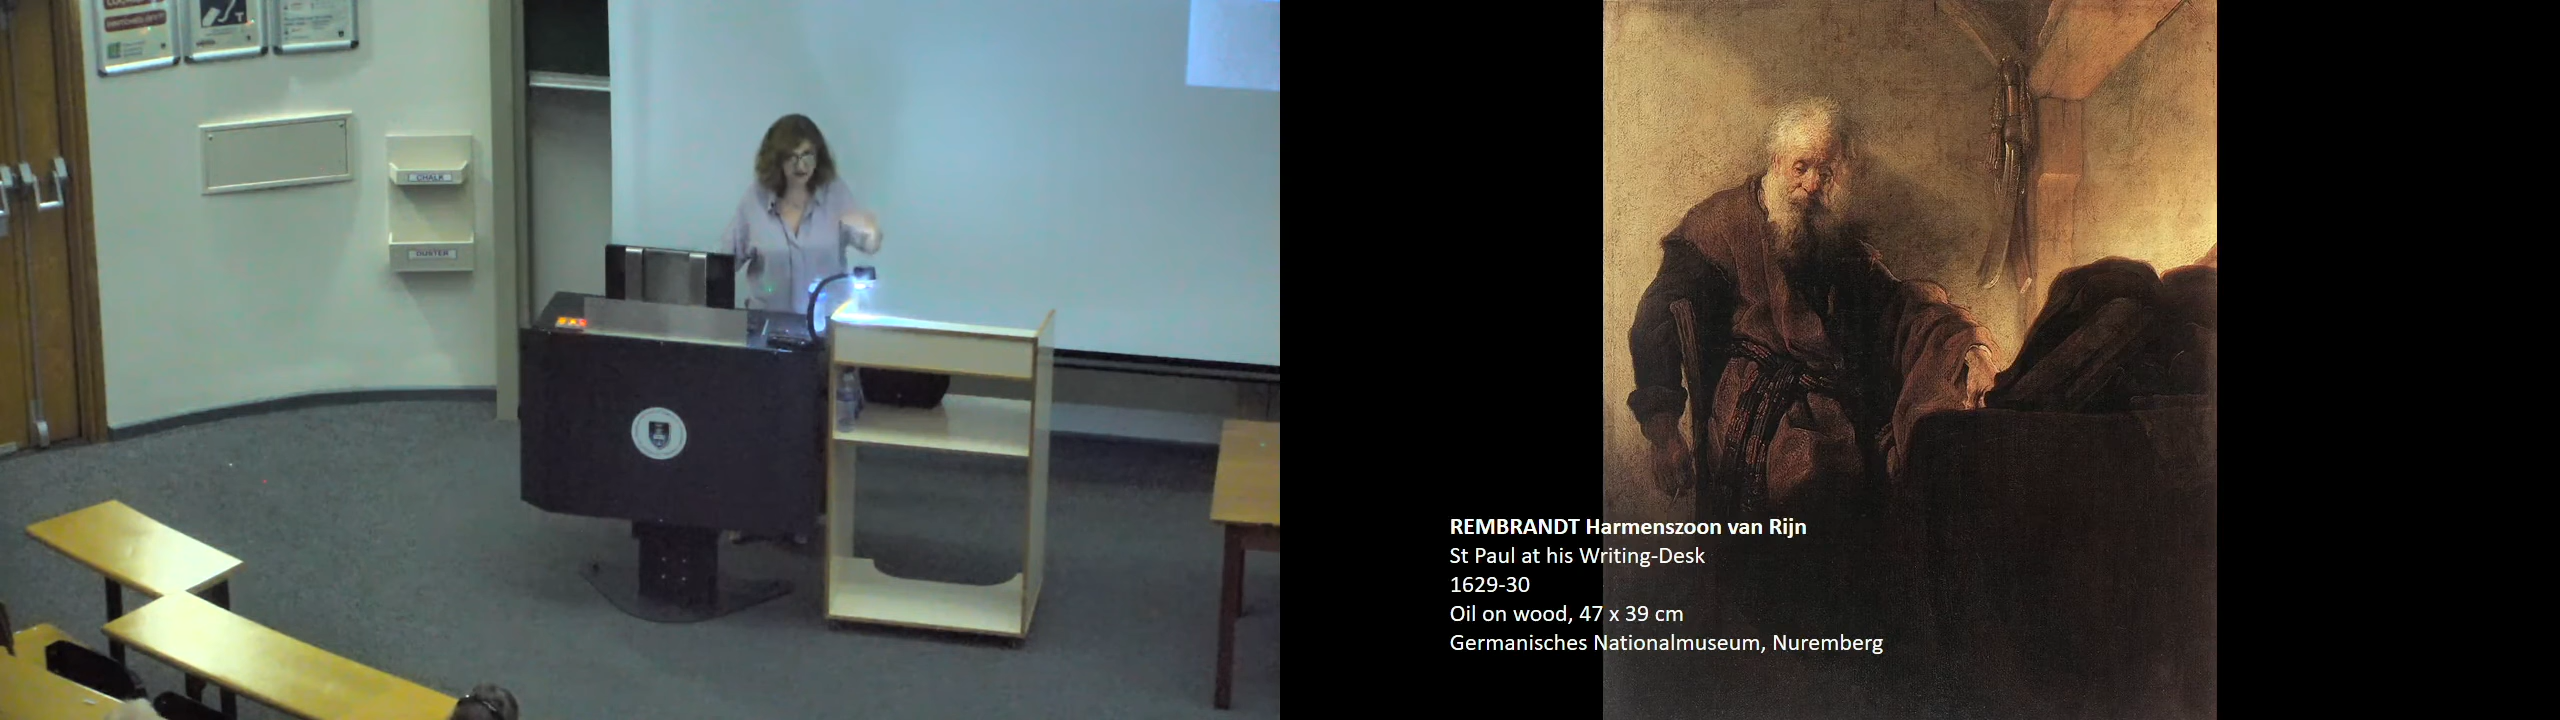 CHALK
DUSTER
REMBRANDT Harmenszoon van Rijn
St Paul at his Writing-Desk
1629-30
Oil on wood, 47 x 39 cm
Germanisches Nationalmuseum, Nuremberg